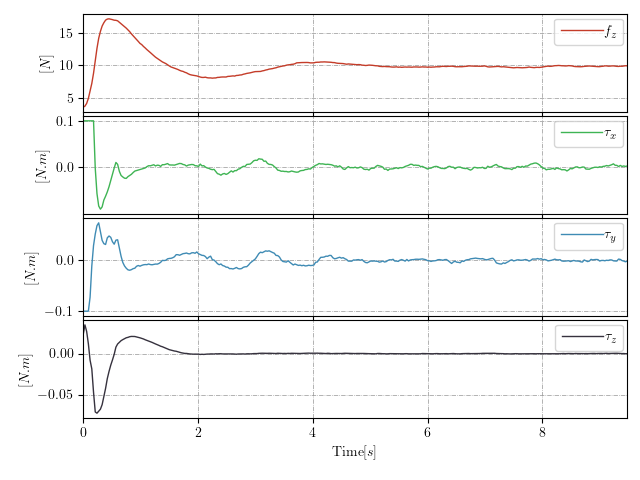 [N]
15
10
5
f_z
[N.m]
0.1
0.0
τ_x
[N.m]
0.0
−0.1
τ_y
[N.m]
0.00
−0.05
τ_z
0 2 4 6 8
Time[s]